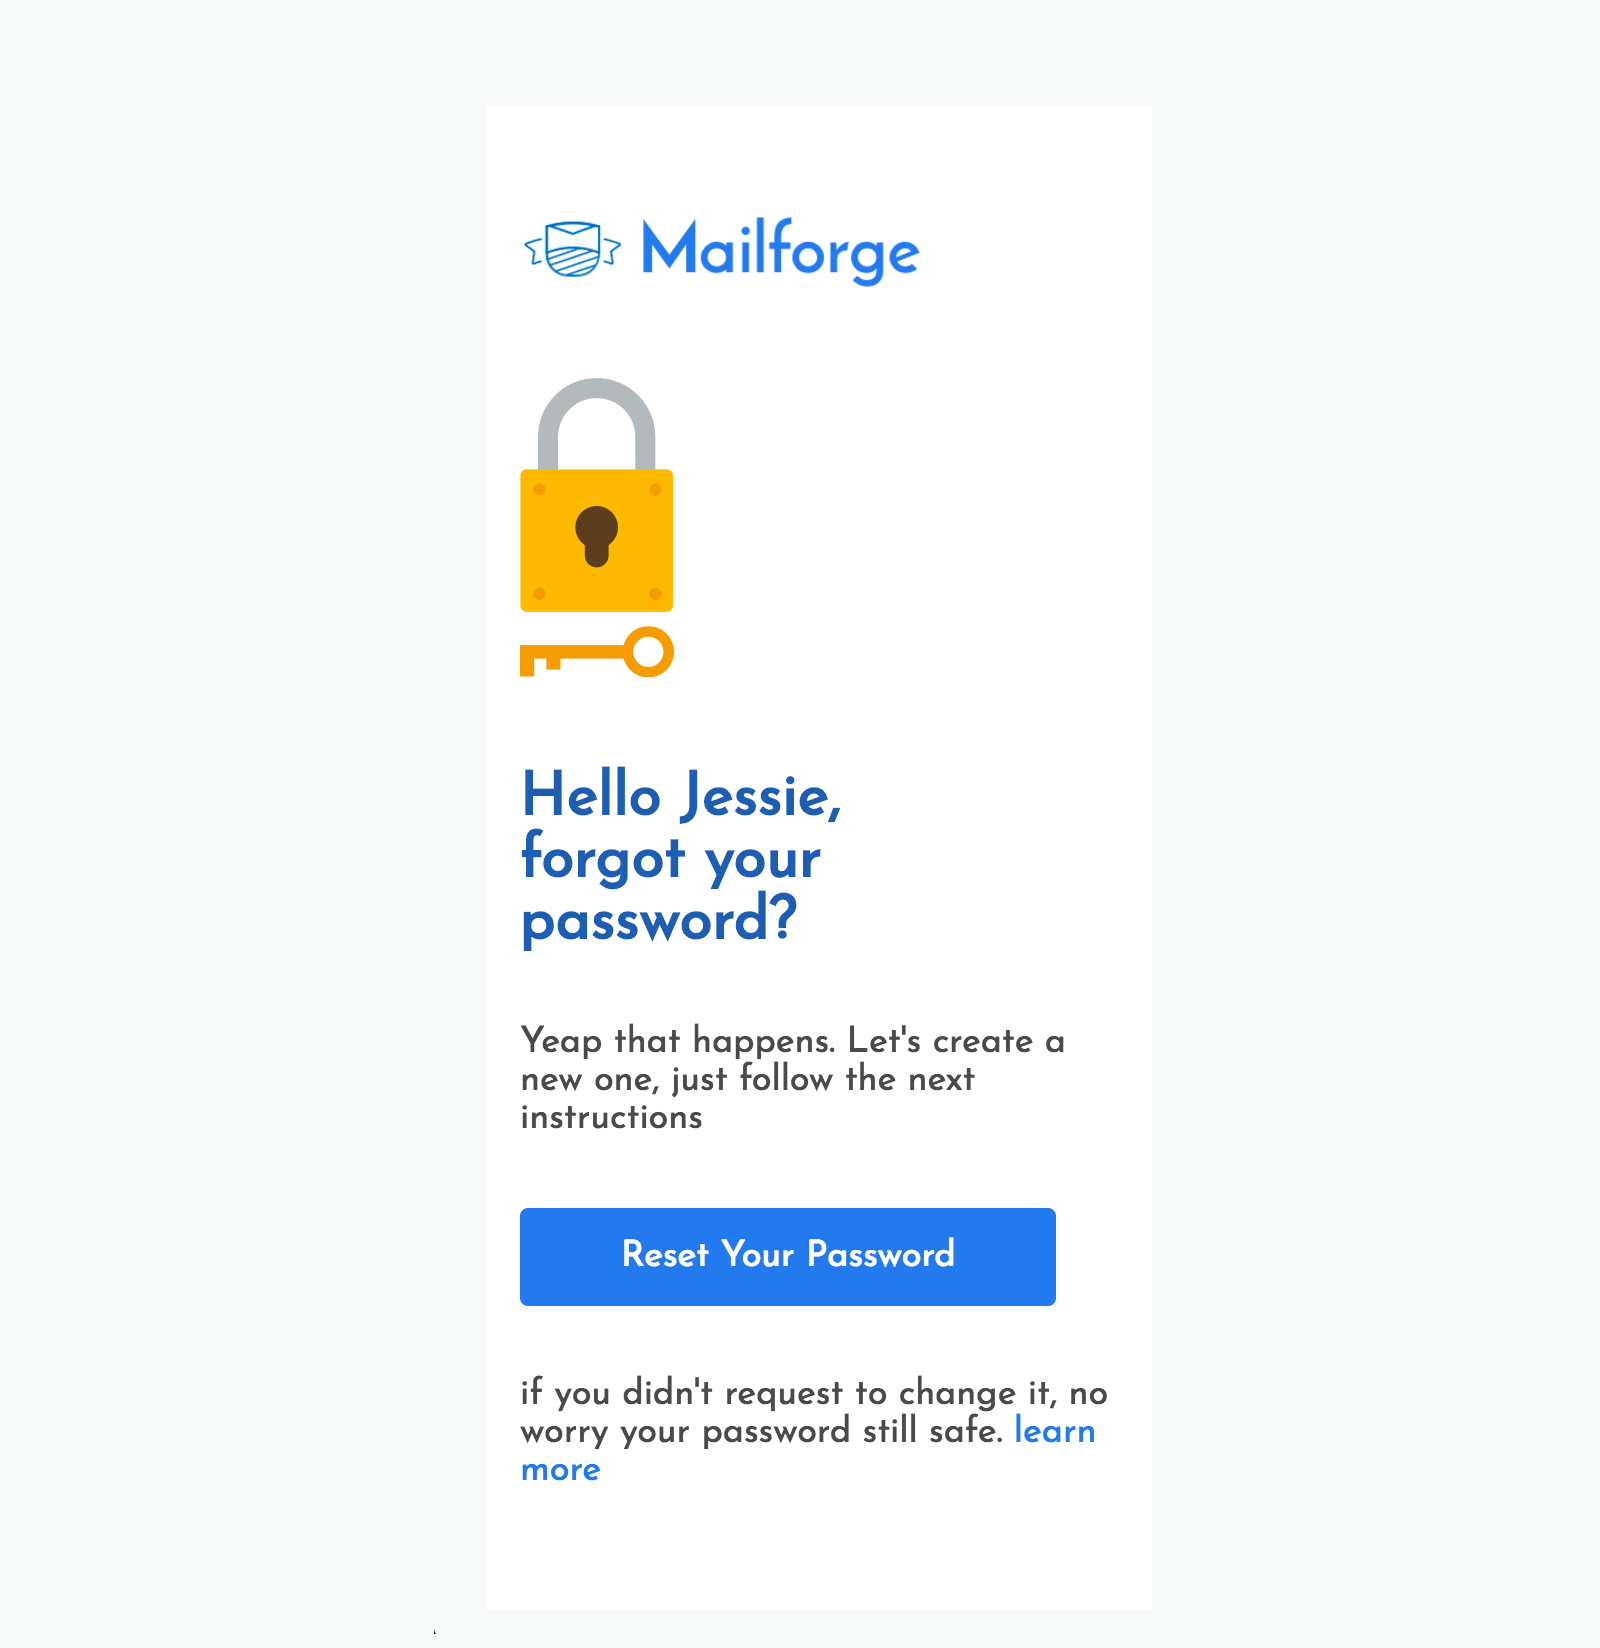 Mailforge
Hello Jessie,
forgot your
password?
Yeap that happens. Let's create a
new one, just follow the next
instructions
Reset Your Password
if you didn't request to change it, no
worry your password still safe. learn
more